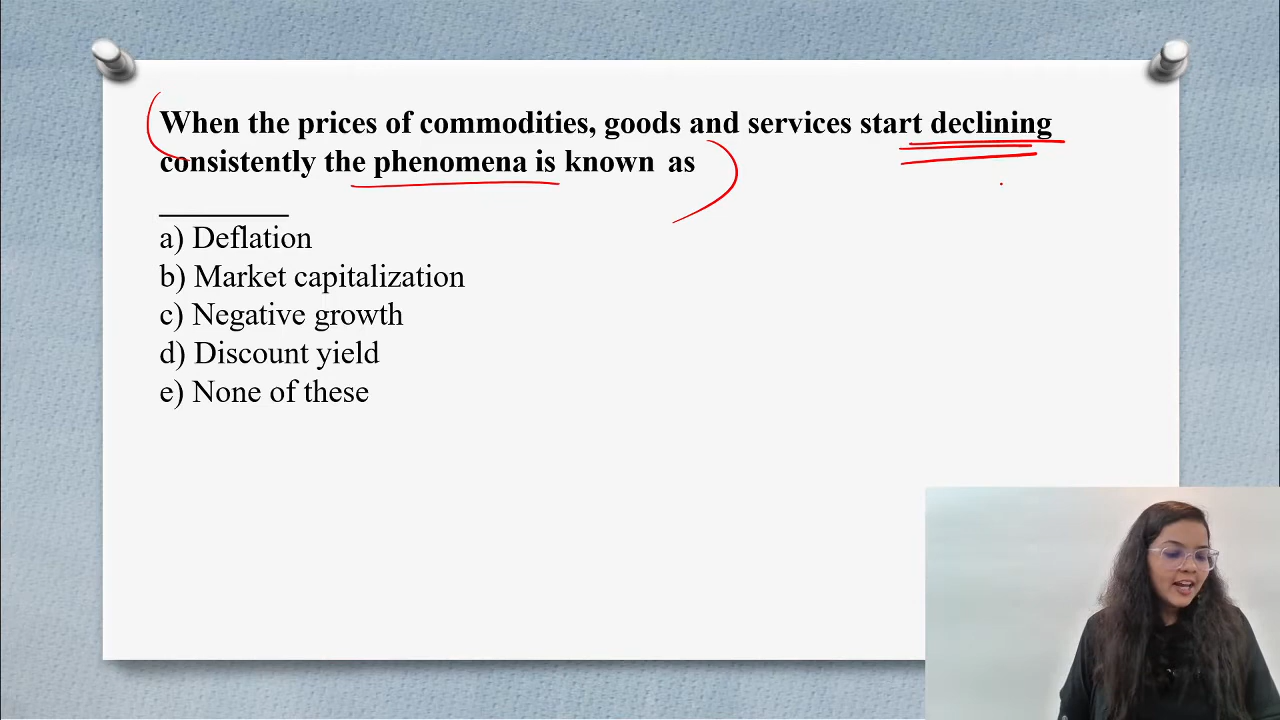 When the prices of commodities, goods and services start declining
consistently the phenomena is known as
_________
a) Deflation
b) Market capitalization
c) Negative growth
d) Discount yield
e) None of these